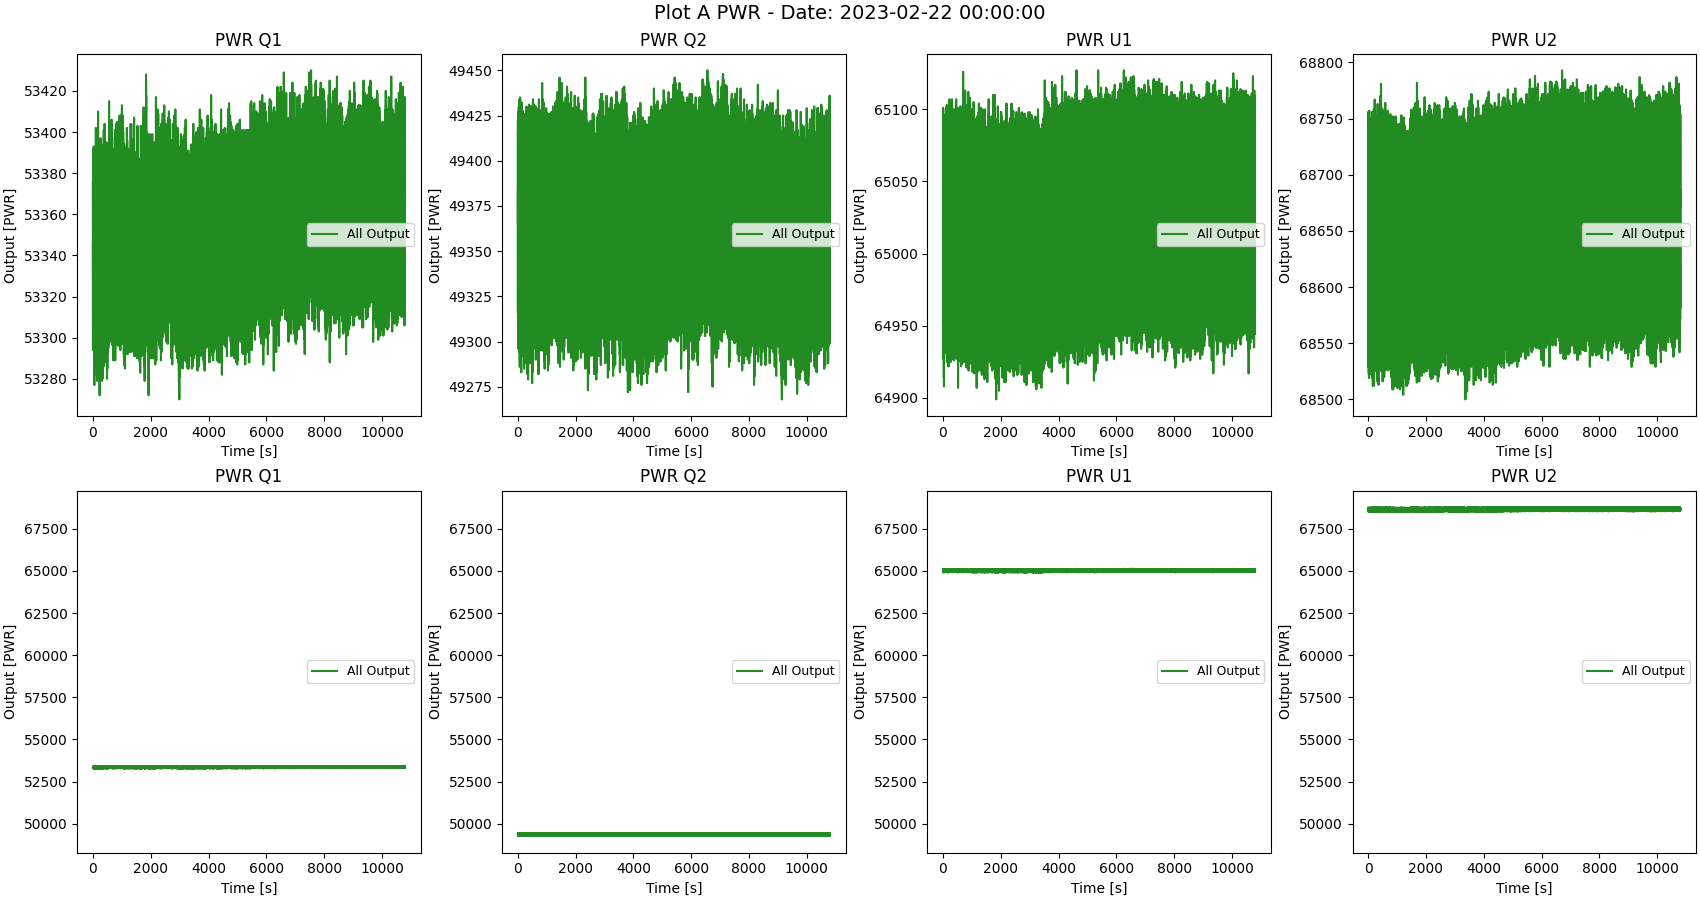 Plot A PWR - Date: 2023-02-22 00:00:00
PWR Q1
53420
53400
53380
53360
53340
53320
53300
53280
0 2000 4000 6000 8000 10000
Output [PWR]
Time [s]
All Output
PWR Q2
49450
49425
49400
49375
49350
49325
49300
49275
0 2000 4000 6000 8000 10000
Output [PWR]
Time [s]
All Output
PWR U1
65100
65050
65000
64950
64900
0 2000 4000 6000 8000 10000
Output [PWR]
Time [s]
All Output
PWR U2
68800
68750
68700
68650
68600
68550
68500
0 2000 4000 6000 8000 10000
Output [PWR]
Time [s]
All Output
PWR Q1
67500
65000
62500
60000
57500
55000
52500
50000
0 2000 4000 6000 8000 10000
Output [PWR]
Time [s]
All Output
PWR Q2
67500
65000
62500
60000
57500
55000
52500
50000
0 2000 4000 6000 8000 10000
Output [PWR]
Time [s]
All Output
PWR U1
67500
65000
62500
60000
57500
55000
52500
50000
0 2000 4000 6000 8000 10000
Output [PWR]
Time [s]
All Output
PWR U2
67500
65000
62500
60000
57500
55000
52500
50000
0 2000 4000 6000 8000 10000
Output [PWR]
Time [s]
All Output